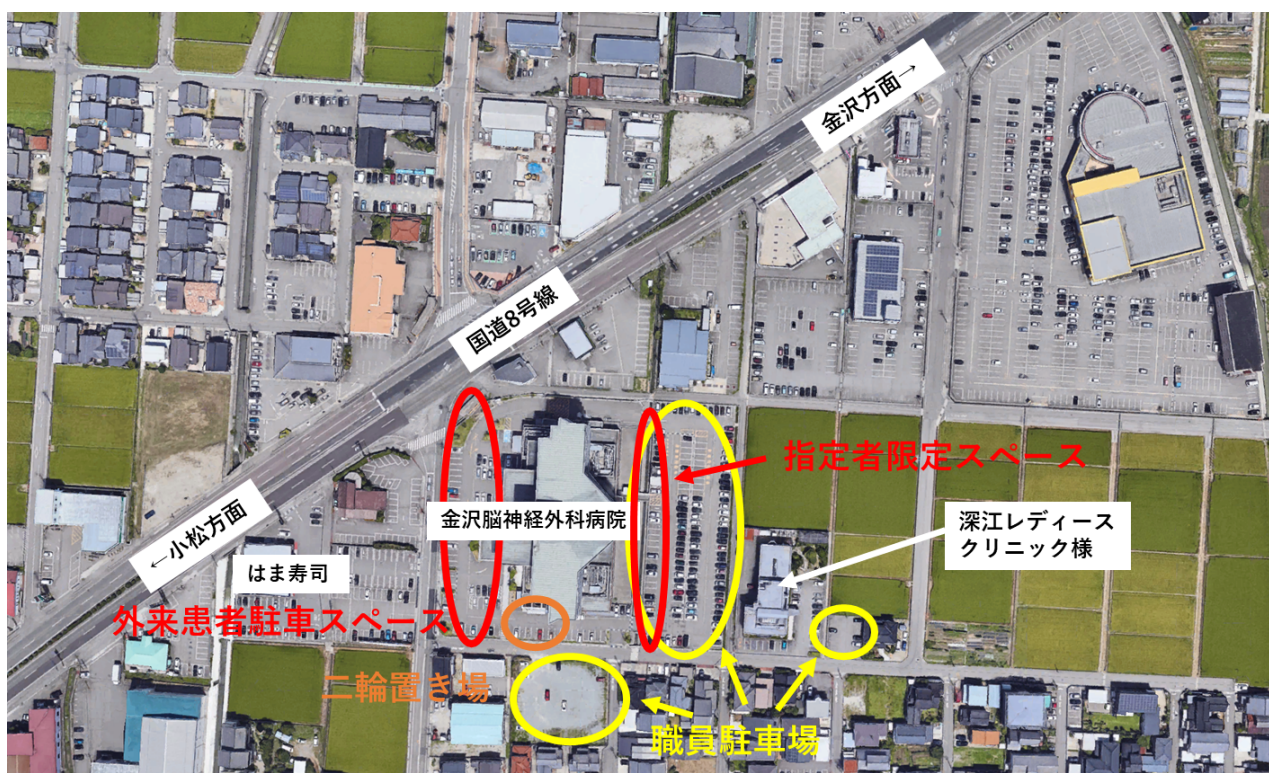 金沢方面→
国道8号線
指定者限定スペース
金沢脳神経外科病院
深江レディース
クリニック様
←小松方面
はま寿司
外来患者駐車スペース
二輪置き場
職員駐車場